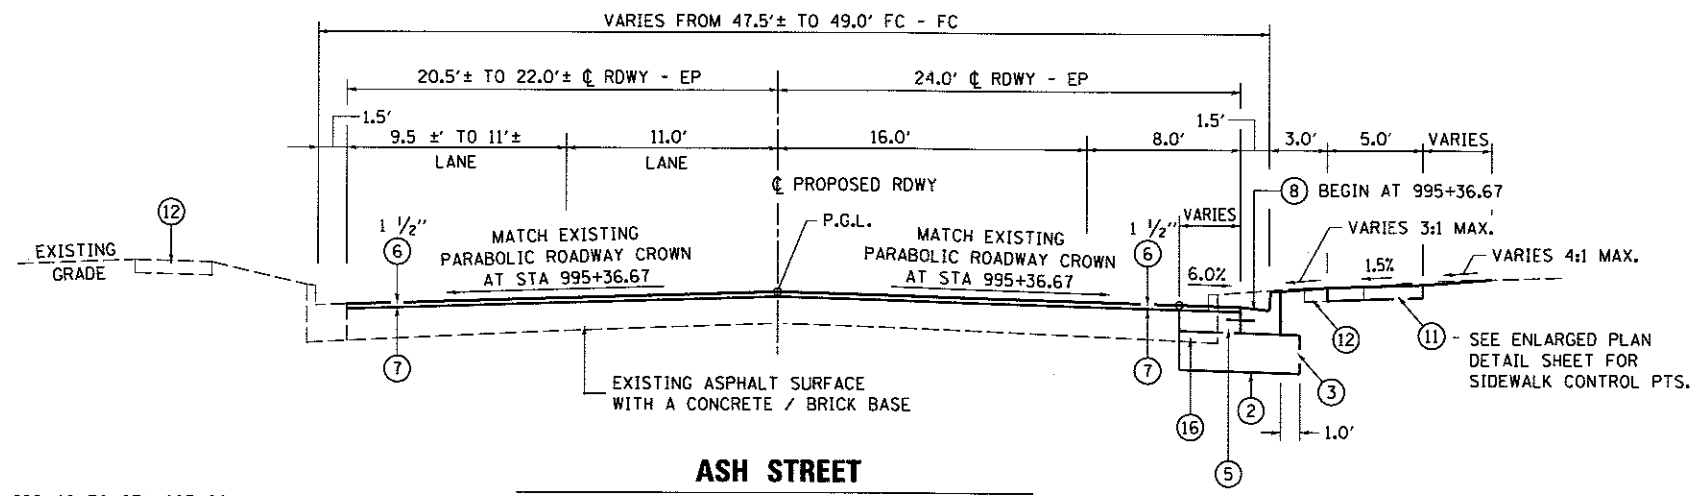 VARIES FROM 47.5'± TO 49.0' FC - FC
20.5'± TO 22.0'± ℄ RDWY - EP
24.0' ℄ RDWY - EP
1.5'
9.5 ±' TO 11'±
LANE
11.0'
LANE
16.0'
8.0'
1.5'
3.0'
5.0'
VARIES
℄ PROPOSED RDWY
P.G.L.
12
EXISTING
GRADE
1 1/2"
6
MATCH EXISTING
PARABOLIC ROADWAY CROWN
AT STA 995+36.67
MATCH EXISTING
PARABOLIC ROADWAY CROWN
AT STA 995+36.67
1 1/2"
6
VARIES
6.0%
8 BEGIN AT 995+36.67
VARIES 3:1 MAX.
1.5%
VARIES 4:1 MAX.
7
7
EXISTING ASPHALT SURFACE
WITH A CONCRETE / BRICK BASE
16
5
2
3
1.0'
12
11 - SEE ENLARGED PLAN
DETAIL SHEET FOR
SIDEWALK CONTROL PTS.
ASH STREET